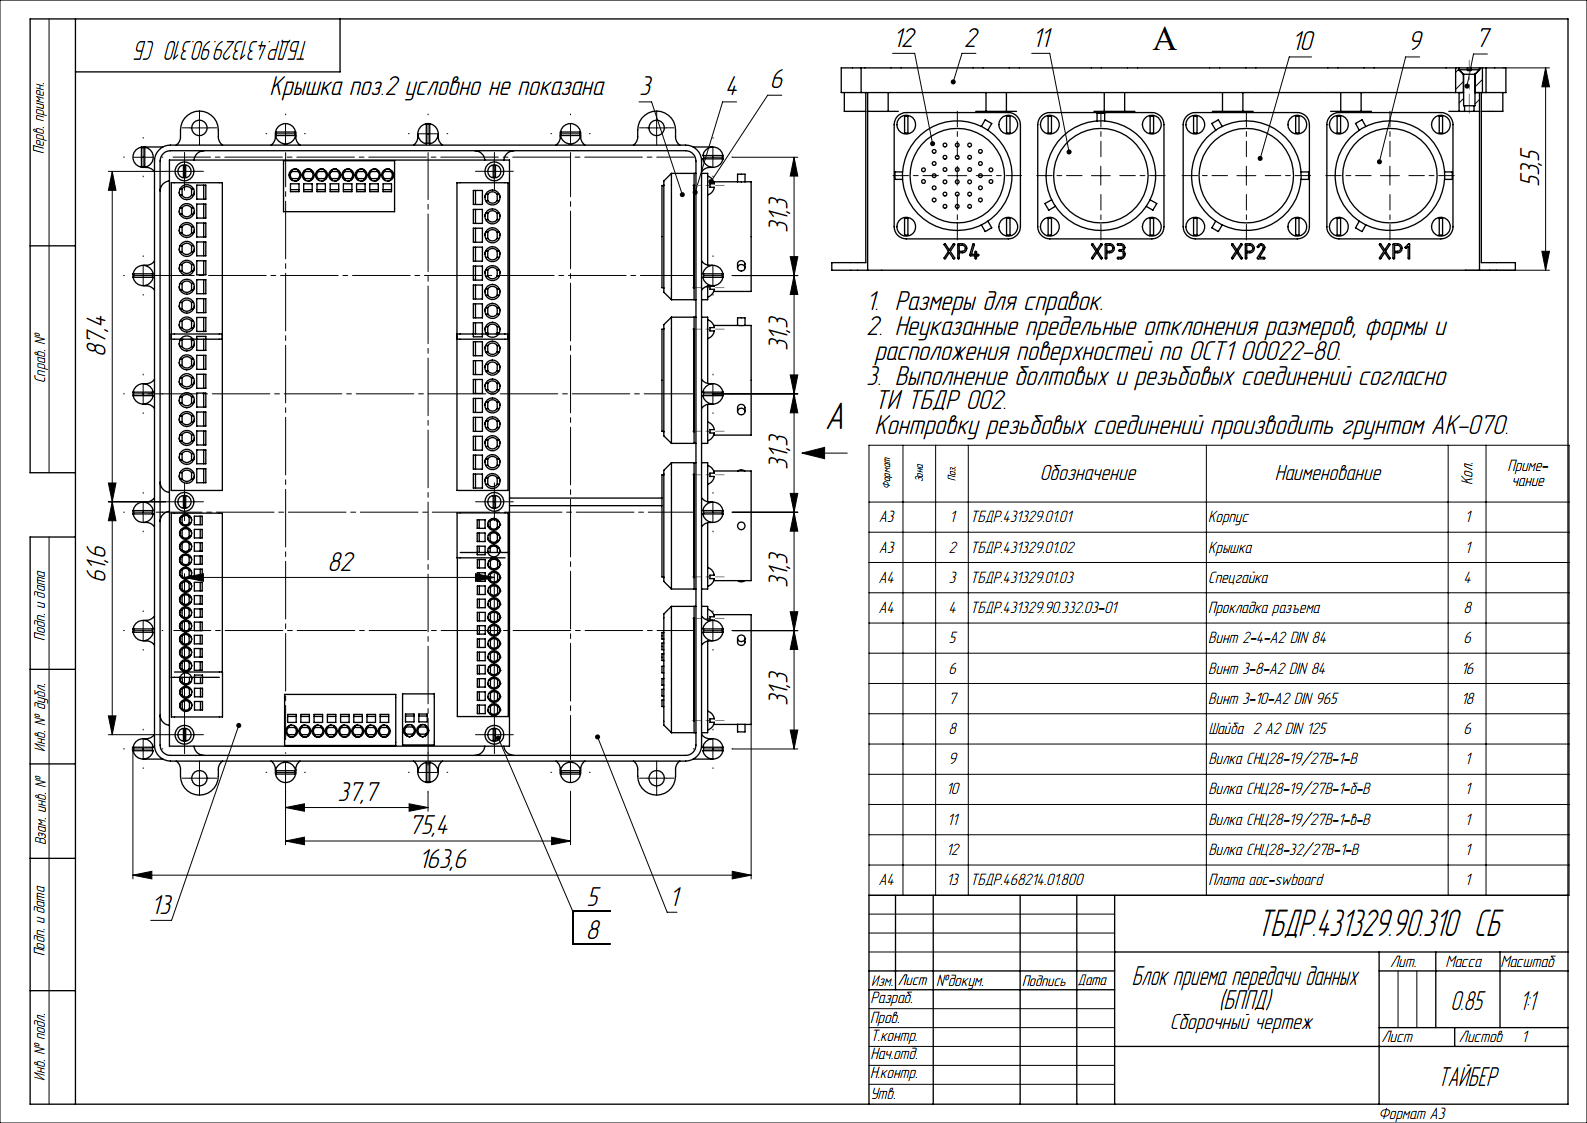 ТБДР.431329.90.310 СБ
Крышка поз.2 условно не показана
3
4
6
12
2
11
А
10
9
7
31,3
31,3
31,3
31,3
31,3
87,4
61,6
82
37,7
75,4
163,6
13
5
8
1
А
53,5
ХР4
ХР3
ХР2
ХР1
1. Размеры для справок.
2. Неуказанные предельные отклонения размеров, формы и
расположения поверхностей по ОСТ1 00022-80.
3. Выполнение болтовых и резьбовых соединений согласно
ТИ ТБДР 002.
Контровку резьбовых соединений производить грунтом АК-070.
Формат Зона Поз. Обозначение Наименование Кол. Приме-
чание
А3 1 ТБДР.431329.01.01 Корпус 1
А3 2 ТБДР.431329.01.02 Крышка 1
А4 3 ТБДР.431329.01.03 Спецгайка 4
А4 4 ТБДР.431329.90.332.03-01 Прокладка разъема 8
5 Винт 2-4-А2 DIN 84 6
6 Винт 3-8-А2 DIN 84 16
7 Винт 3-10-А2 DIN 965 18
8 Шайба 2 А2 DIN 125 6
9 Вилка СНЦ28-19/27В-1-В 1
10 Вилка СНЦ28-19/27В-1-б-В 1
11 Вилка СНЦ28-19/27В-1-в-В 1
12 Вилка СНЦ28-32/27В-1-В 1
А4 13 ТБДР.468214.01.800 Плата aoc-swboard 1
ТБДР.431329.90.310 СБ
Изм. Лист №докум. Подпись Дата
Разраб.
Пров.
Т.контр.
Нач.отд.
Н.контр.
Утв.
Блок приема передачи данных
(БППД)
Сборочный чертеж
Лит. Масса Масштаб
0.85 1:1
Лист Листов 1
ТАЙБЕР
Формат А3
Перв. примен.
Справ. №
Подп. и дата
Инв. № дубл.
Взам. инв. №
Подп. и дата
Инв. № подл.